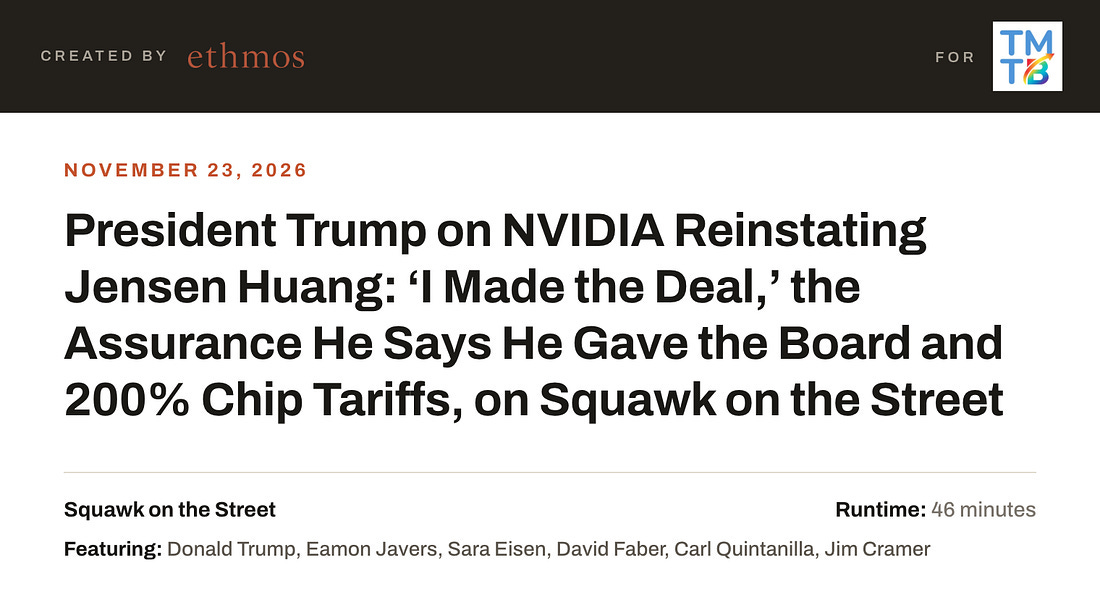 CREATED BY ethmos
FOR TMTB
NOVEMBER 23, 2026
President Trump on NVIDIA Reinstating
Jensen Huang: ‘I Made the Deal,’ the
Assurance He Says He Gave the Board and
200% Chip Tariffs, on Squawk on the Street
Squawk on the Street
Runtime: 46 minutes
Featuring: Donald Trump, Eamon Javers, Sara Eisen, David Faber, Carl Quintanilla, Jim Cramer